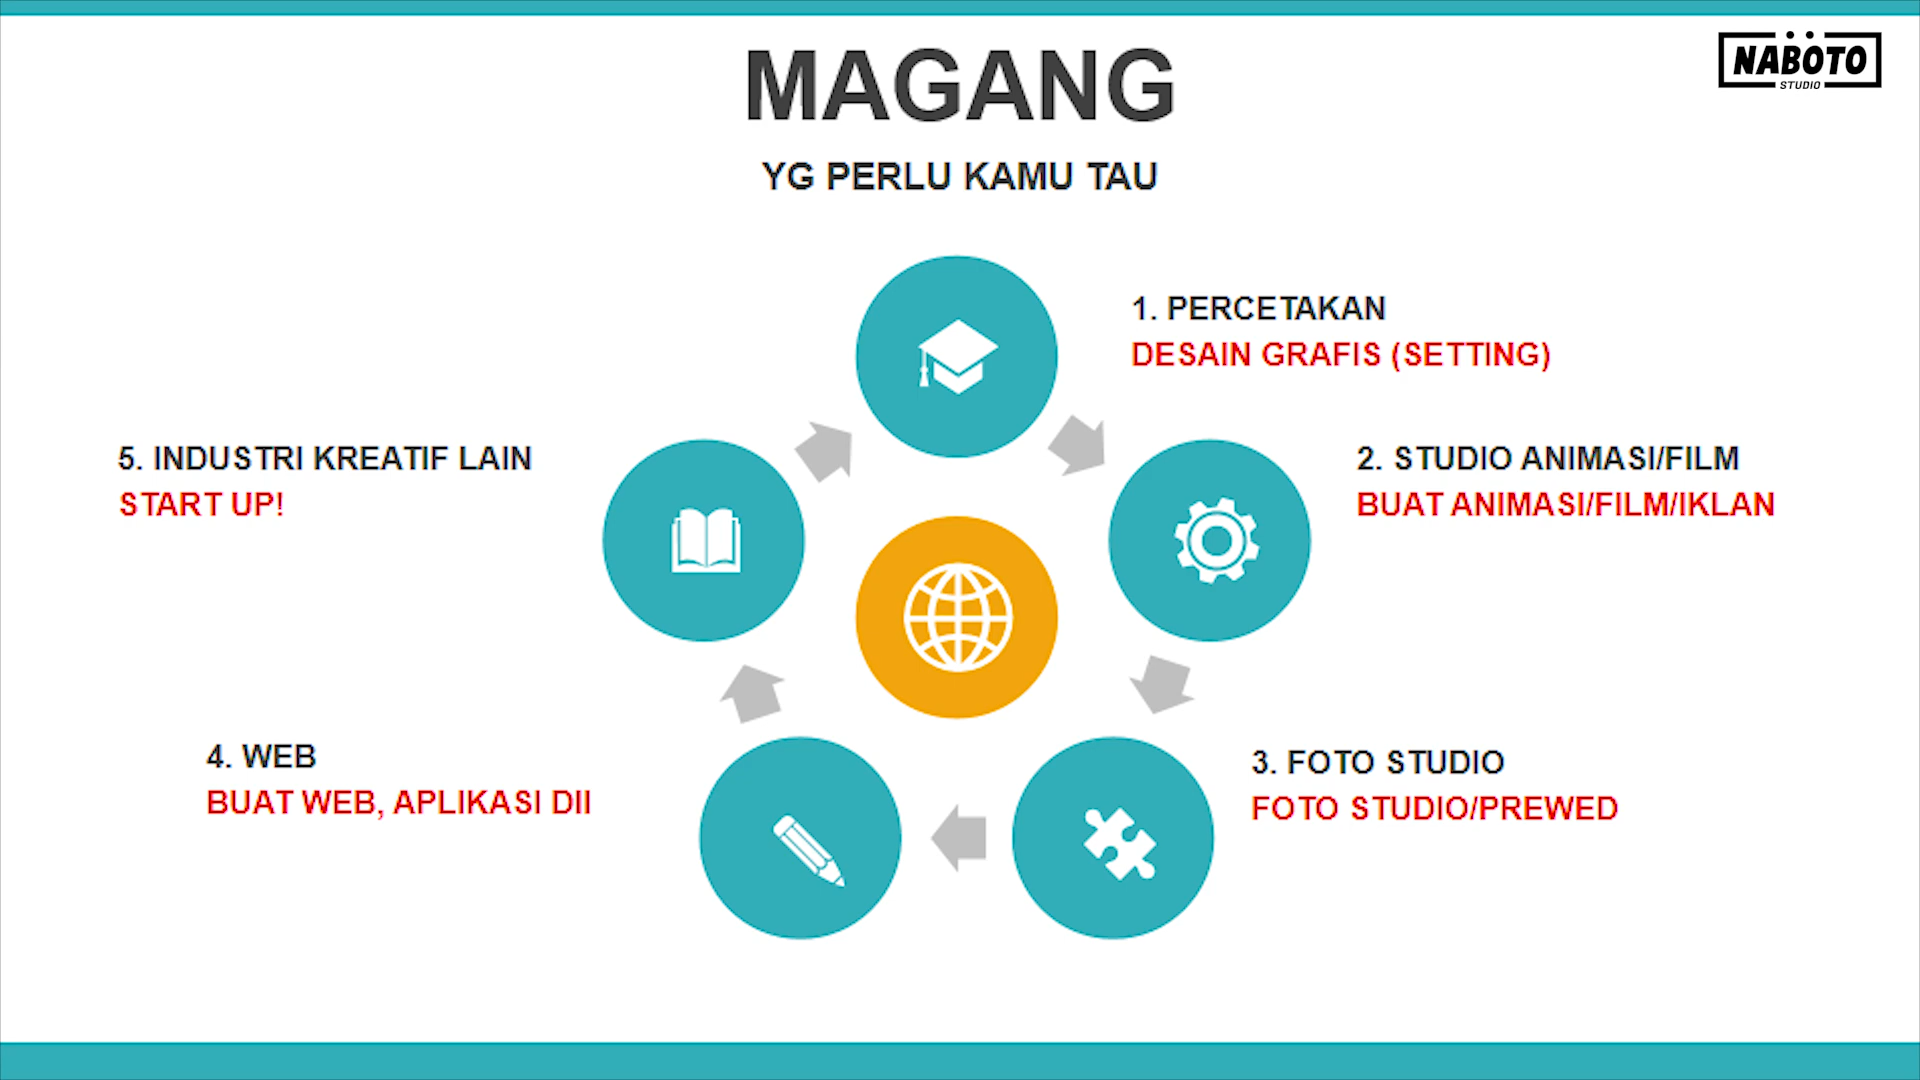 MAGANG
NABOTO
STUDIO
YG PERLU KAMU TAU
1. PERCETAKAN
DESAIN GRAFIS (SETTING)
2. STUDIO ANIMASI/FILM
BUAT ANIMASI/FILM/IKLAN
3. FOTO STUDIO
FOTO STUDIO/PREWED
4. WEB
BUAT WEB, APLIKASI Dll
5. INDUSTRI KREATIF LAIN
START UP!